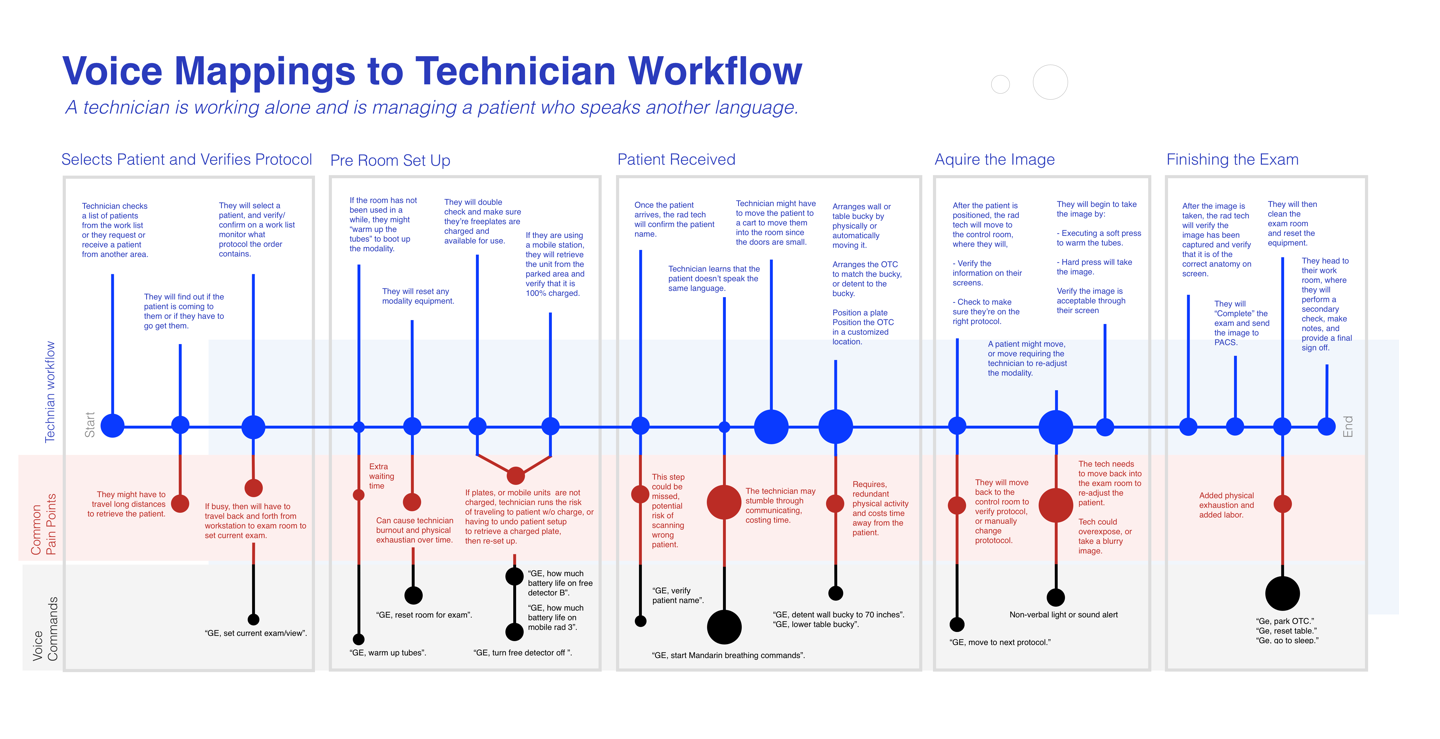 Voice Mappings to Technician Workflow
A technician is working alone and is managing a patient who speaks another language.
Selects Patient and Verifies Protocol
Technician checks
a list of patients
from the work list
or they request or
receive a patient
from another area.
They will find out if the
patient is coming to
them or if they have to
go get them.
They will select a
patient, and verify/
confirm on a work list
monitor what
protocol the order
contains.
Pre Room Set Up
If the room has not
been used in a
while, they might
“warm up the
tubes” to boot up
the modality.
They will reset any
modality equipment.
They will double
check and make sure
they’re freeplates are
charged and
available for use.
If they are using
a mobile station,
they will retrieve
the unit from the
parked area and
verify that it is
100% charged.
Patient Received
Once the patient
arrives, the rad tech
will confirm the patient
name.
Technician learns that the
patient doesn’t speak the
same language.
Technician might have
to move the patient to
a cart to move them
into the room since
the doors are small.
Arranges wall or
table bucky by
physically or
automatically
moving it.
Arranges the OTC
to match the bucky,
or detent to the
bucky.
Position a plate
Position the OTC
in a customized
location.
Aquire the Image
After the patient is
positioned, the rad
tech will move to
the control room,
where they will,
- Verify the
information on their
screens.
- Check to make
sure they’re on the
right protocol.
A patient might move,
or move requiring the
technician to re-adjust
the modality.
They will begin to take
the image by:
- Executing a soft press
to warm the tubes.
- Hard press will take
the image.
Verify the image is
acceptable through
their screen
Finishing the Exam
After the image is
taken, the rad tech
will verify the
image has been
captured and verify
that it is of the
correct anatomy on
screen.
They will
“Complete” the
exam and send
the image to
PACS.
They will then
clean the
exam room
and reset the
equipment.
They head to
their work
room, where
they will
perform a
secondary
check, make
notes, and
provide a final
sign off.
Technian workflow
Start
End
Common
Pain Points
They might have to
travel long distances
to retrieve the patient.
If busy, then will have to
travel back and forth from
workstation to exam room to
set current exam.
Extra
waiting
time
Can cause technician
burnout and physical
exhaustian over time.
If plates, or mobile units  are not
charged, technician runs the risk
of traveling to patient w/o charge, or
having to undo patient setup
to retrieve a charged plate,
then re-set up.
This step
could be
missed,
potential
risk of
scanning
wrong
patient.
The technician may
stumble through
communicating,
costing time.
Requires,
redundant
physical activity
and costs time
away from the
patient.
They will move
back to the
control room to
verify protocol,
or manually
change
prototocol.
The tech needs
to move back into
the exam room to
re-adjust the
patient.
Tech could
overexpose, or
take a blurry
image.
Added physical
exhaustion and
added labor.
Voice
Commands
“GE, set current exam/view”.
“GE, warm up tubes”.
“GE, reset room for exam”.
“GE, how much
battery life on free
detector B”.
“GE, how much
battery life on
mobile rad 3”.
“GE, turn free detector off ”.
“GE, verify
patient name”.
“GE, start Mandarin breathing commands”.
“GE, detent wall bucky to 70 inches”.
“GE, lower table bucky”.
“GE, move to next protocol.”
Non-verbal light or sound alert
“Ge, park OTC.”
“Ge, reset table.”
“Ge, go to sleep.”